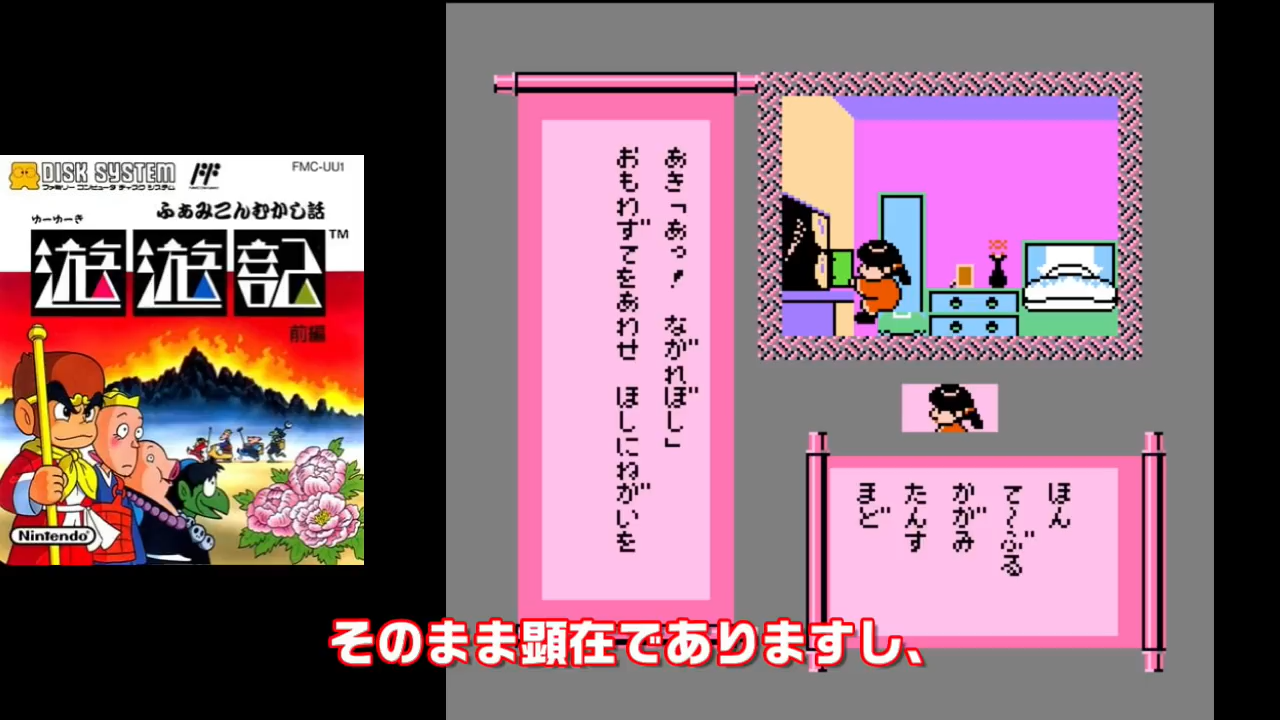 DISK SYSTEM
ファミリー コンピュータ ディスク システム
FMC-UU1
ふぁみこんむかし話
ゆーゆーき
遊遊記
TM
前編
Nintendo
あき「あっ! ながれぼし」
おもわずてをあわせ ほしにねがいを
ほん
て〜ぶる
かがみ
たんす
まど
そのまま顕在でありますし、